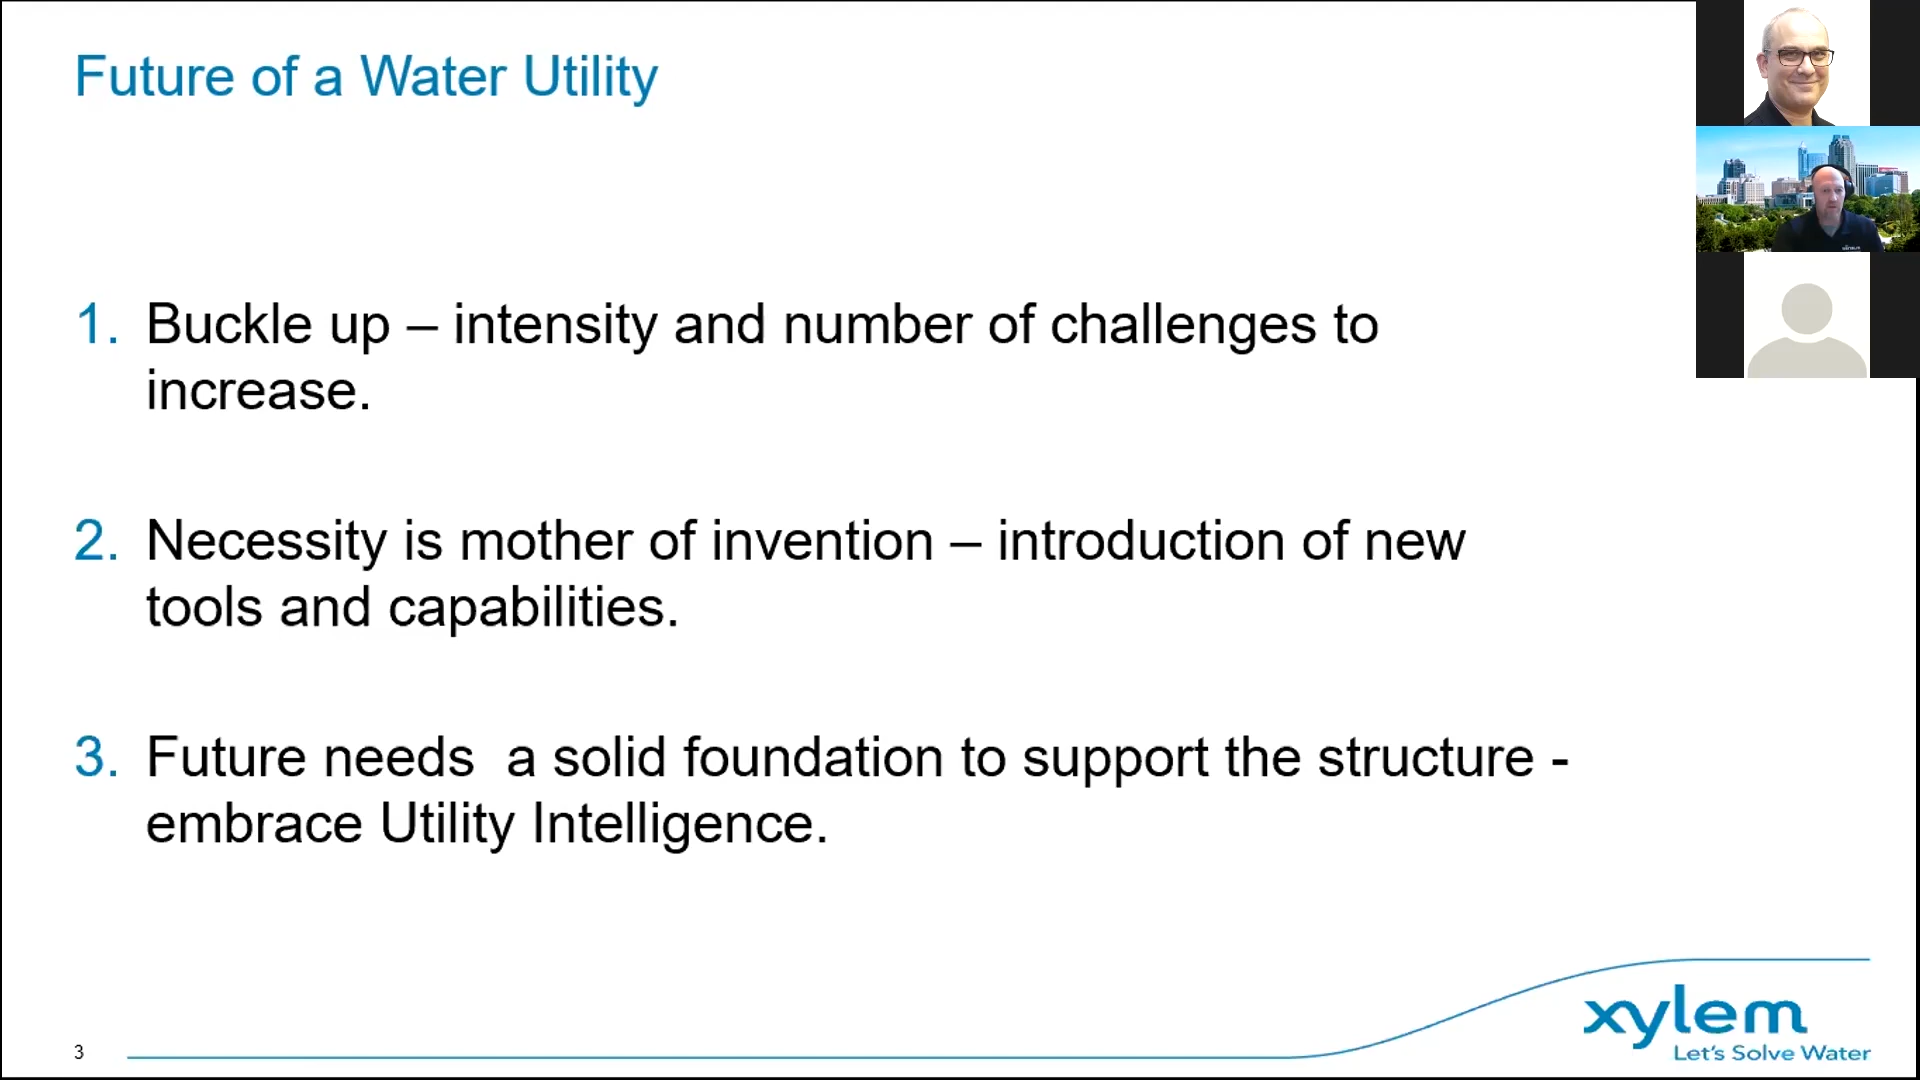 Future of a Water Utility
1. Buckle up – intensity and number of challenges to
increase.
2. Necessity is mother of invention – introduction of new
tools and capabilities.
3. Future needs  a solid foundation to support the structure -
embrace Utility Intelligence.
3
xylem
Let's Solve Water